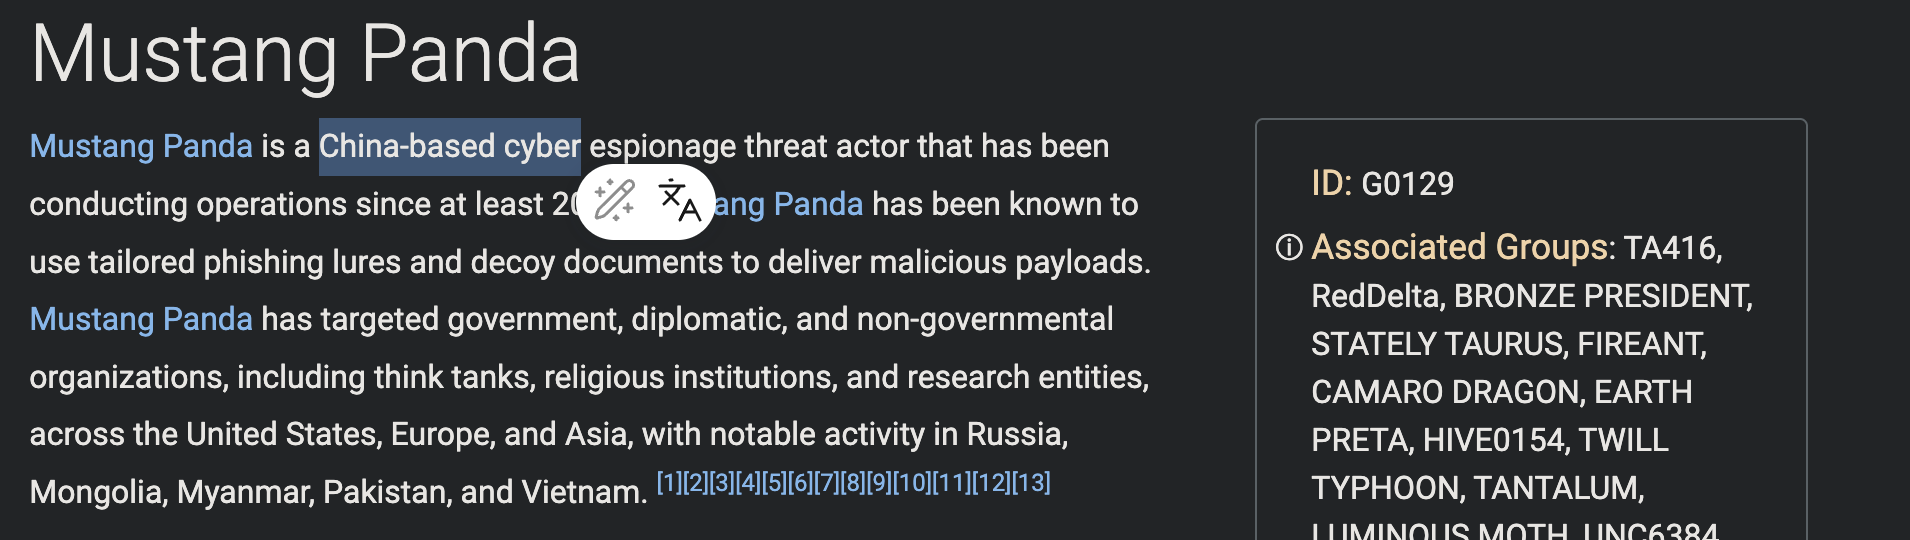 Mustang Panda
Mustang Panda is a China-based cyber espionage threat actor that has been
conducting operations since at least ang Panda has been known to
use tailored phishing lures and decoy documents to deliver malicious payloads.
Mustang Panda has targeted government, diplomatic, and non-governmental
organizations, including think tanks, religious institutions, and research entities,
across the United States, Europe, and Asia, with notable activity in Russia,
Mongolia, Myanmar, Pakistan, and Vietnam. [1][2][3][4][5][6][7][8][9][10][11][12][13]
ID: G0129
Associated Groups: TA416,
RedDelta, BRONZE PRESIDENT,
STATELY TAURUS, FIREANT,
CAMARO DRAGON, EARTH
PRETA, HIVE0154, TWILL
TYPHOON, TANTALUM,
LUMINOUS MOTH, UNC6384